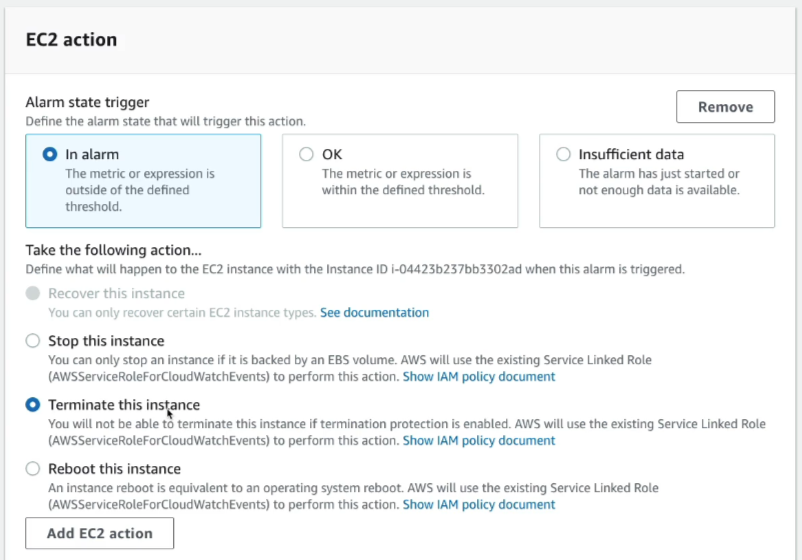 EC2 action
Alarm state trigger
Define the alarm state that will trigger this action.
Remove
In alarm
The metric or expression is
outside of the defined
threshold.
OK
The metric or expression is
within the defined threshold.
Insufficient data
The alarm has just started or
not enough data is available.
Take the following action...
Define what will happen to the EC2 instance with the Instance ID i-04423b237bb3302ad when this alarm is triggered.
Recover this instance
You can only recover certain EC2 instance types. See documentation
Stop this instance
You can only stop an instance if it is backed by an EBS volume. AWS will use the existing Service Linked Role
(AWSServiceRoleForCloudWatchEvents) to perform this action. Show IAM policy document
Terminate this instance
You will not be able to terminate this instance if termination protection is enabled. AWS will use the existing Service Linked Role
(AWSServiceRoleForCloudWatchEvents) to perform this action. Show IAM policy document
Reboot this instance
An instance reboot is equivalent to an operating system reboot. AWS will use the existing Service Linked Role
(AWSServiceRoleForCloudWatchEvents) to perform this action. Show IAM policy document
Add EC2 action